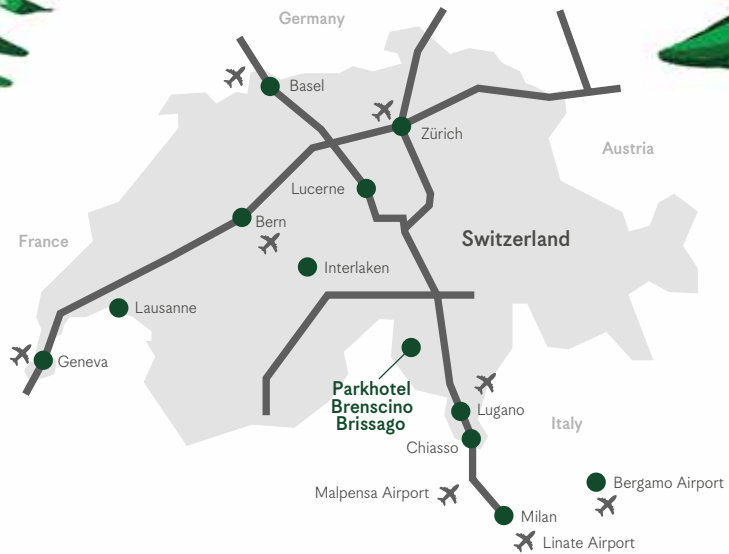 Germany
Basel
Zürich
Austria
Lucerne
Bern
Switzerland
France
Interlaken
Lausanne
Geneva
Parkhotel
Brenscino
Brissago
Lugano
Italy
Chiasso
Bergamo Airport
Malpensa Airport
Milan
Linate Airport